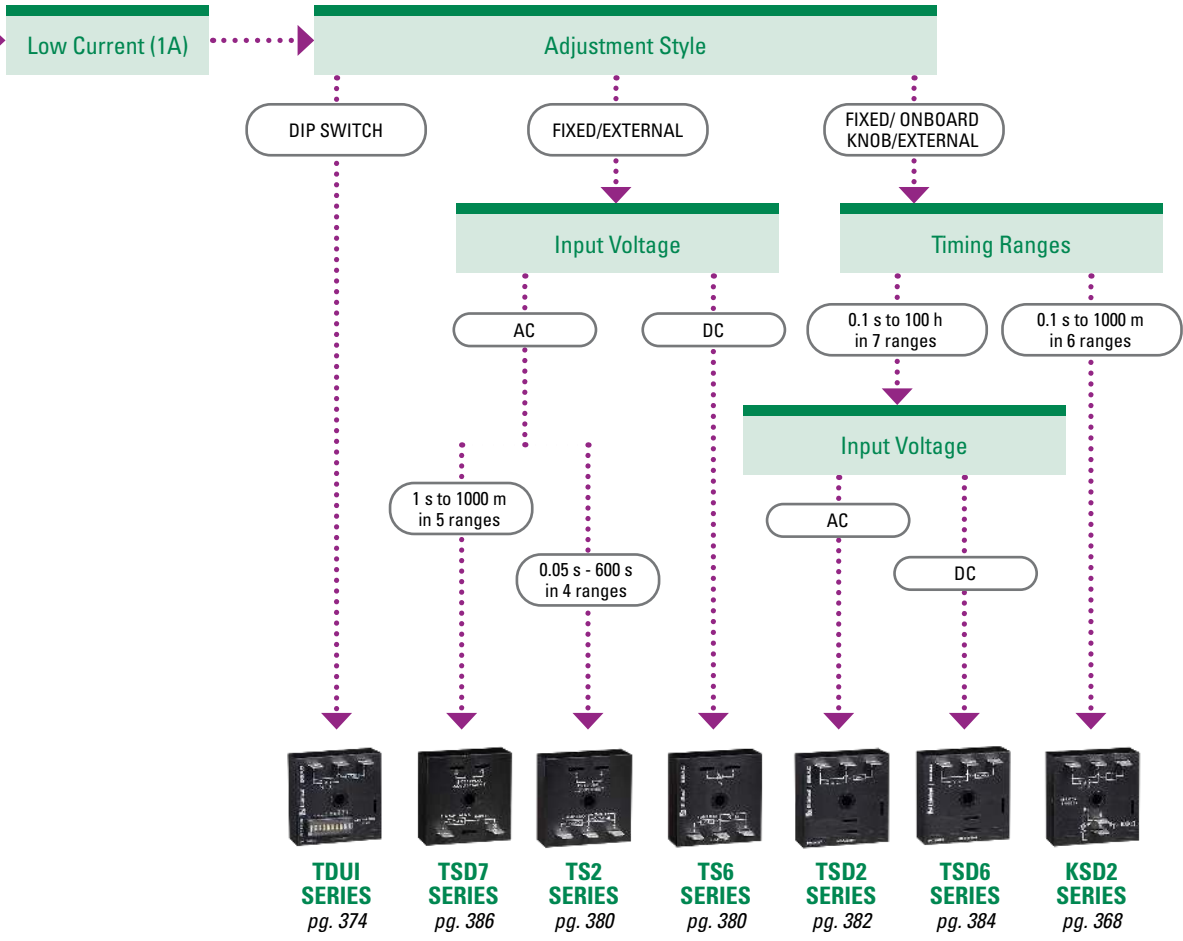 Low Current (1A)
Adjustment Style
DIP SWITCH
FIXED/EXTERNAL
FIXED/ ONBOARD
KNOB/EXTERNAL
Input Voltage
Timing Ranges
AC
DC
0.1 s to 100 h
in 7 ranges
0.1 s to 1000 m
in 6 ranges
Input Voltage
1 s to 1000 m
in 5 ranges
AC
0.05 s - 600 s
in 4 ranges
DC
TDUI
SERIES
pg. 374
TSD7
SERIES
pg. 386
TS2
SERIES
pg. 380
TS6
SERIES
pg. 380
TSD2
SERIES
pg. 382
TSD6
SERIES
pg. 384
KSD2
SERIES
pg. 368